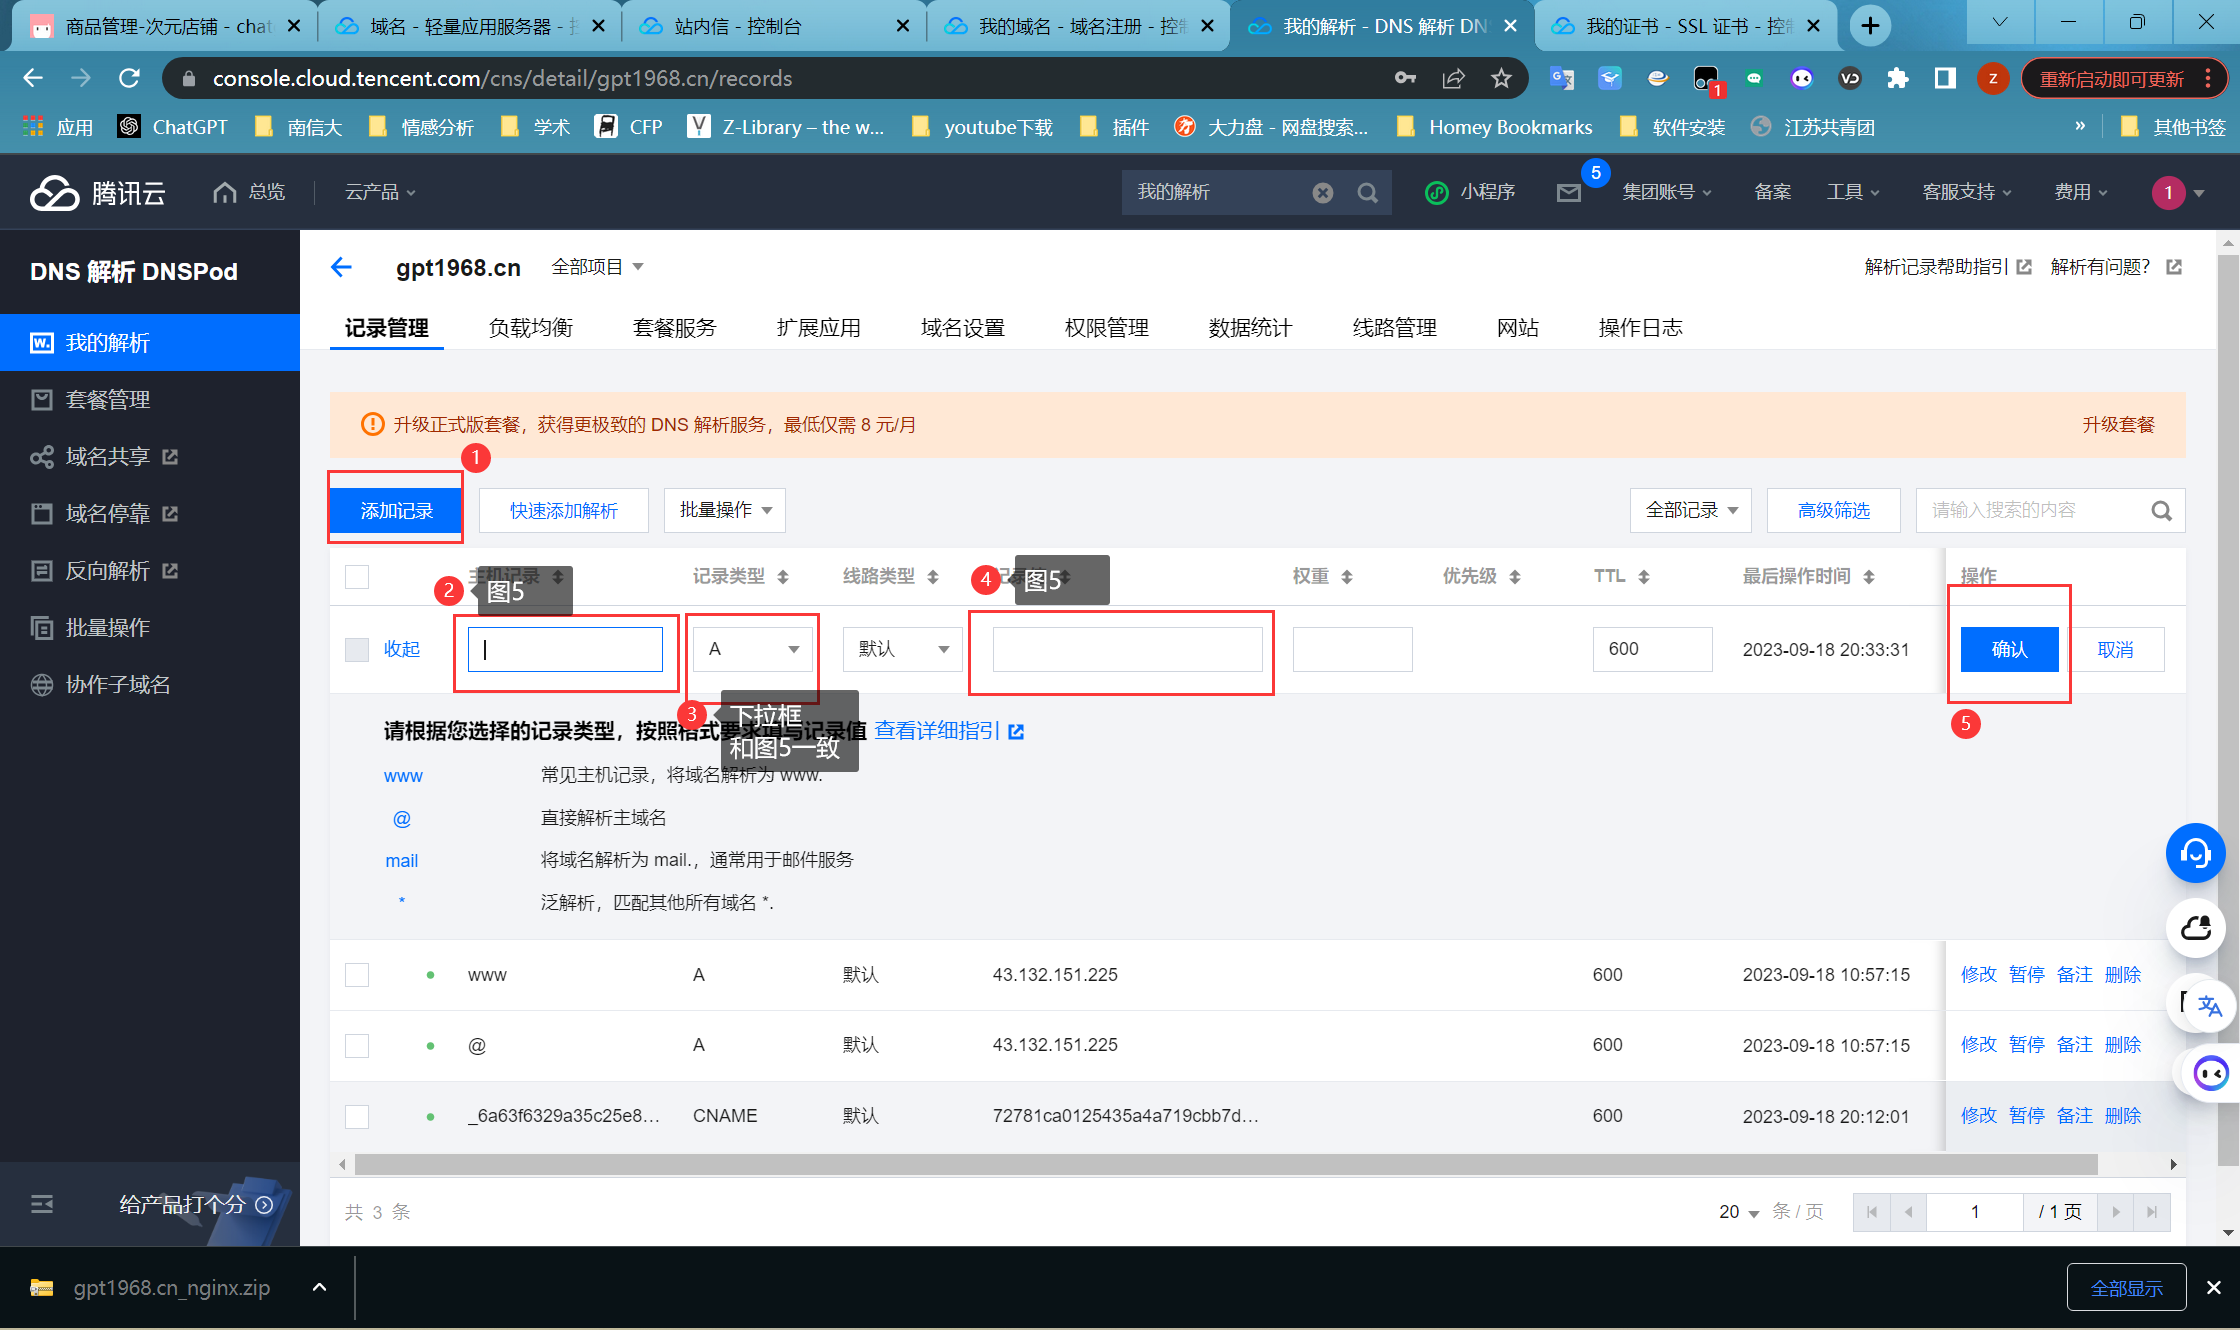 商品管理-次元店铺 - chat
域名 - 轻量应用服务器 - 控
站内信 - 控制台
我的域名 - 域名注册 - 控制
我的解析 - DNS 解析 DN
我的证书 - SSL 证书 - 控制
console.cloud.tencent.com/cns/detail/gpt1968.cn/records
1
z
重新启动即可更新
应用
ChatGPT
南信大
情感分析
学术
CFP
Z-Library – the w...
youtube下载
插件
大力盘 - 网盘搜索...
Homey Bookmarks
软件安装
江苏共青团
»
其他书签
腾讯云
总览
云产品
我的解析
小程序
5
集团账号
备案
工具
客服支持
费用
1
DNS 解析 DNSPod
我的解析
套餐管理
域名共享
域名停靠
反向解析
批量操作
协作子域名
给产品打个分
gpt1968.cn
全部项目
解析记录帮助指引
解析有问题?
记录管理
负载均衡
套餐服务
扩展应用
域名设置
权限管理
数据统计
线路管理
网站
操作日志
升级正式版套餐，获得更极致的 DNS 解析服务，最低仅需 8 元/月
升级套餐
1
添加记录
快速添加解析
批量操作
全部记录
高级筛选
请输入搜索的内容
2
图5
主机记录
记录类型
线路类型
4
图5
权重
优先级
TTL
最后操作时间
操作
收起
A
默认
600
2023-09-18 20:33:31
确认
取消
3
下拉框
和图5一致
5
请根据您选择的记录类型，按照格式要求填写记录值 查看详细指引
www
常见主机记录，将域名解析为 www.
@
直接解析主域名
mail
将域名解析为 mail.，通常用于邮件服务
*
泛解析，匹配其他所有域名 *.
www
A
默认
43.132.151.225
600
2023-09-18 10:57:15
修改 暂停 备注 删除
@
A
默认
43.132.151.225
600
2023-09-18 10:57:15
修改 暂停 备注 删除
_6a63f6329a35c25e8...
CNAME
默认
72781ca0125435a4a719cbb7d...
600
2023-09-18 20:12:01
修改 暂停 备注 删除
共 3 条
20
条 / 页
1
/ 1 页
gpt1968.cn_nginx.zip
全部显示